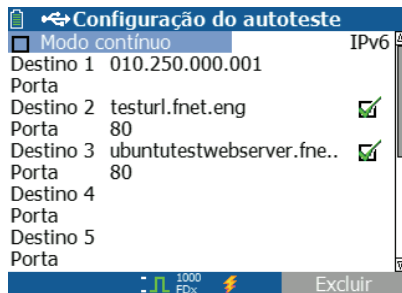 Configuração do autoteste
Modo contínuo IPv6
Destino 1 010.250.000.001
Porta
Destino 2 testurl.fnet.eng
Porta 80
Destino 3 ubuntutestwebserver.fne..
Porta 80
Destino 4
Porta
Destino 5
Porta
1000
FDx
Excluir